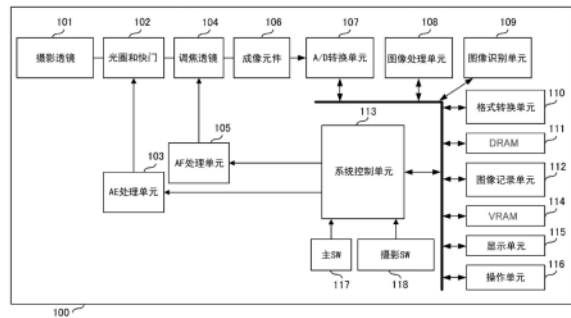 101 102 104 106 107 108 109
摄影透镜 光圈和快门 调焦透镜 成像元件 A/D转换单元 图像处理单元 图像识别单元
110
格式转换单元
113
111
DRAM
105
AF处理单元
103
AE处理单元
系统控制单元
112
图像记录单元
114
VRAM
115
显示单元
主SW 摄影SW
116
操作单元
117 118
100